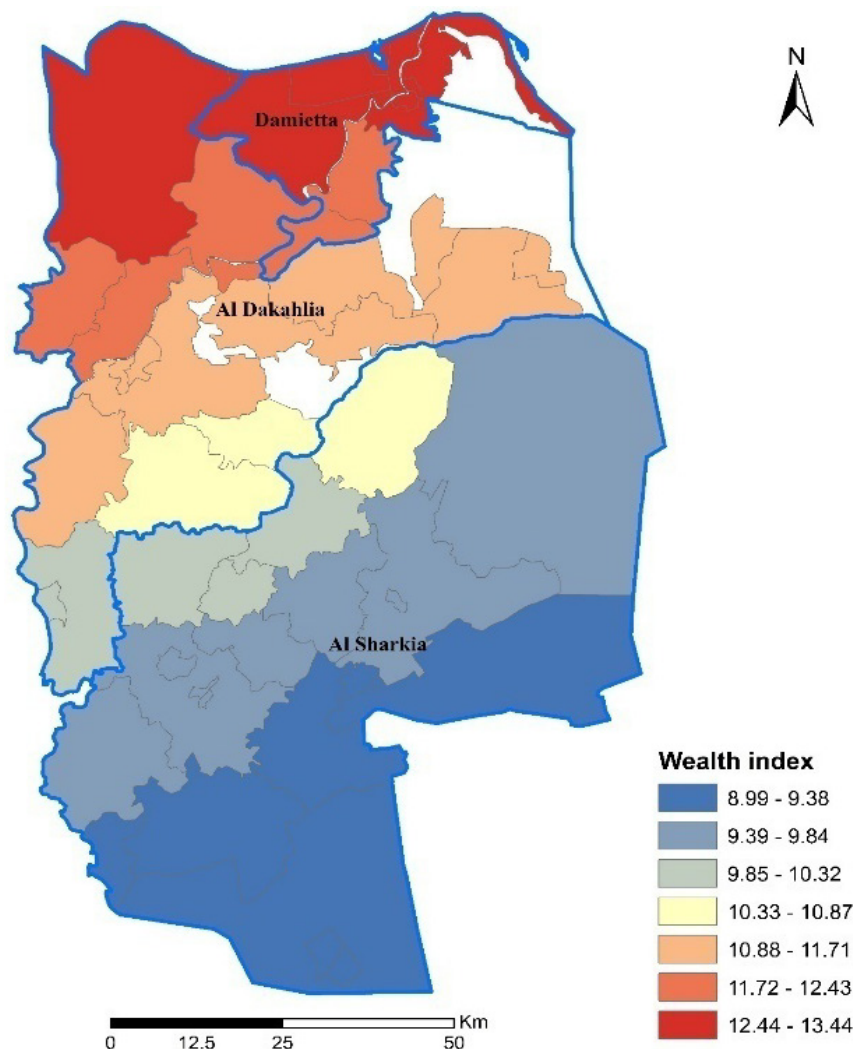 N
Damietta
Al Dakahlia
Al Sharkia
Wealth index
8.99 - 9.38
9.39 - 9.84
9.85 - 10.32
10.33 - 10.87
10.88 - 11.71
11.72 - 12.43
12.44 - 13.44
Km
0 12.5 25 50